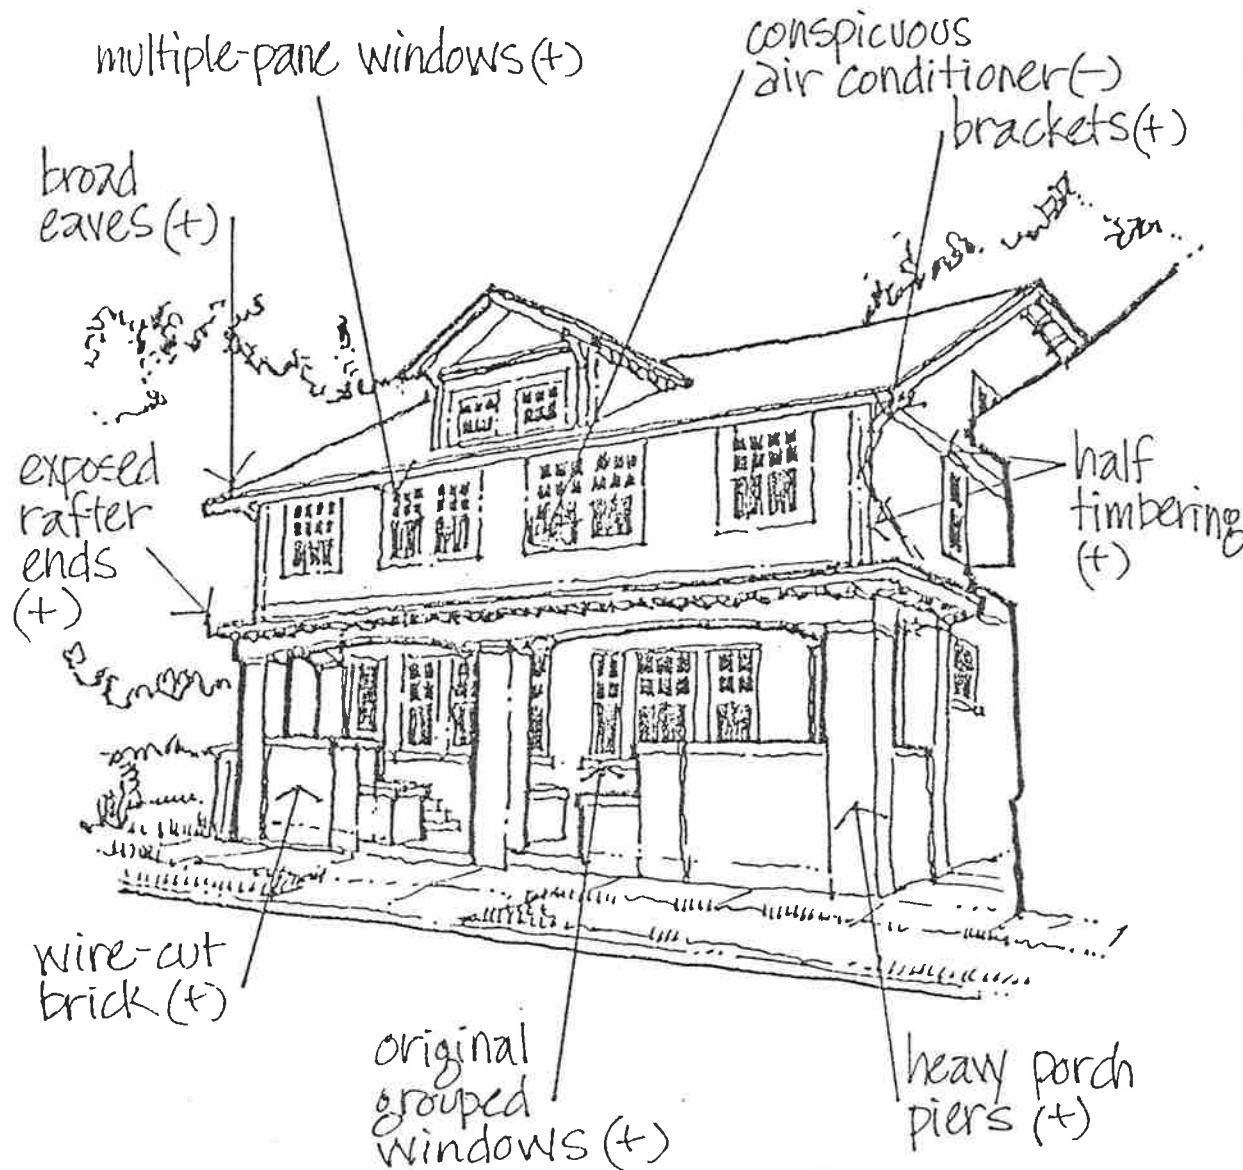 multiple-pane windows (+)
conspicuous
air conditioner (-)
brackets (+)
broad
eaves (+)
exposed
rafter
ends
(+)
half
timbering
(+)
wire-cut
brick (+)
original
grouped
windows (+)
heavy porch
piers (+)